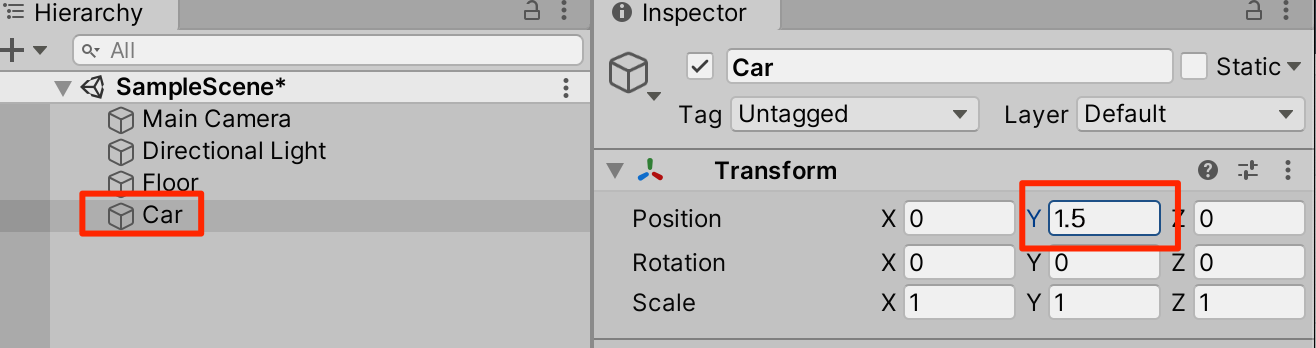 Hierarchy
All
SampleScene*
Main Camera
Directional Light
Floor
Car
Inspector
Car
Static
Tag Untagged Layer Default
Transform
Position X 0 Y 1.5 Z 0
Rotation X 0 Y 0 Z 0
Scale X 1 Y 1 Z 1